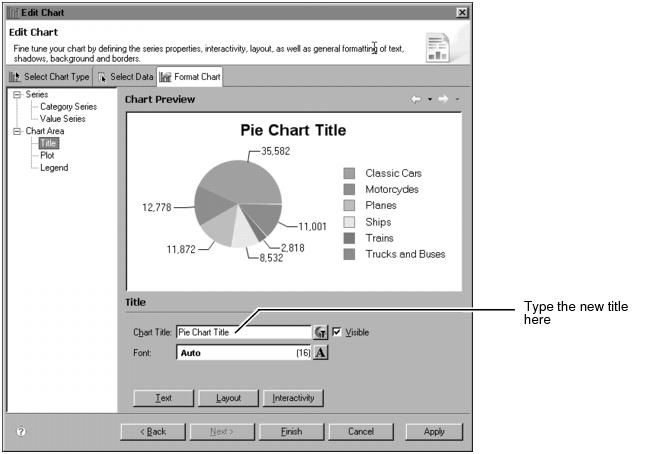 Edit Chart
Edit Chart
Fine tune your chart by defining the series properties, interactivity, layout, as well as general formatting of text,
shadows, background and borders.
Select Chart Type
Select Data
Format Chart
Series
Category Series
Value Series
Chart Area
Title
Plot
Legend
Chart Preview
Pie Chart Title
35,582
12,778
11,001
2,818
11,872
8,532
Classic Cars
Motorcycles
Planes
Ships
Trains
Trucks and Buses
Title
Chart Title: Pie Chart Title
Visible
Font: Auto (16) A
Type the new title
here
Text
Layout
Interactivity
?
< Back
Next >
Finish
Cancel
Apply